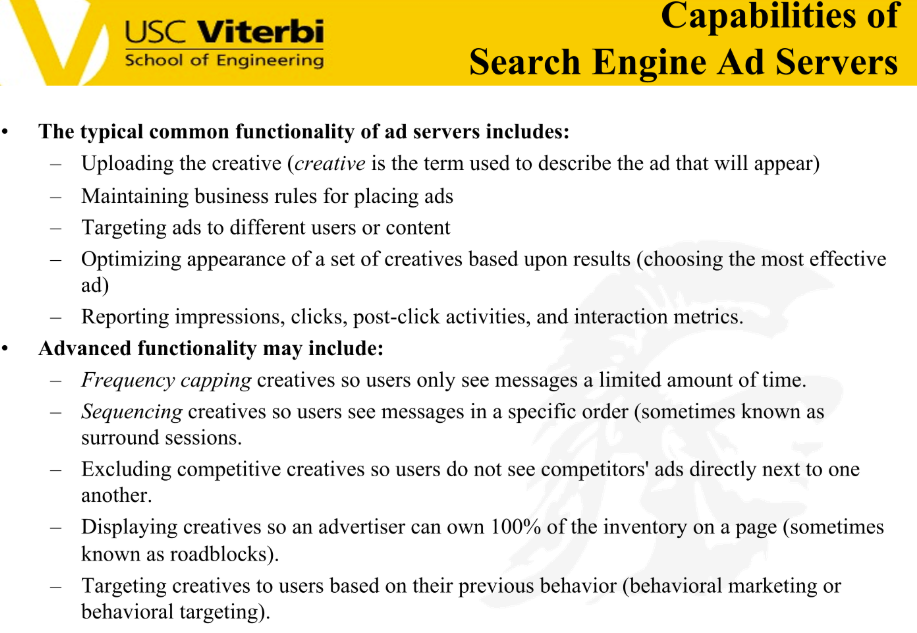 USC Viterbi
School of Engineering
Capabilities of
Search Engine Ad Servers
• The typical common functionality of ad servers includes:
– Uploading the creative (creative is the term used to describe the ad that will appear)
– Maintaining business rules for placing ads
– Targeting ads to different users or content
– Optimizing appearance of a set of creatives based upon results (choosing the most effective
ad)
– Reporting impressions, clicks, post-click activities, and interaction metrics.
• Advanced functionality may include:
– Frequency capping creatives so users only see messages a limited amount of time.
– Sequencing creatives so users see messages in a specific order (sometimes known as
surround sessions.
– Excluding competitive creatives so users do not see competitors' ads directly next to one
another.
– Displaying creatives so an advertiser can own 100% of the inventory on a page (sometimes
known as roadblocks).
– Targeting creatives to users based on their previous behavior (behavioral marketing or
behavioral targeting).